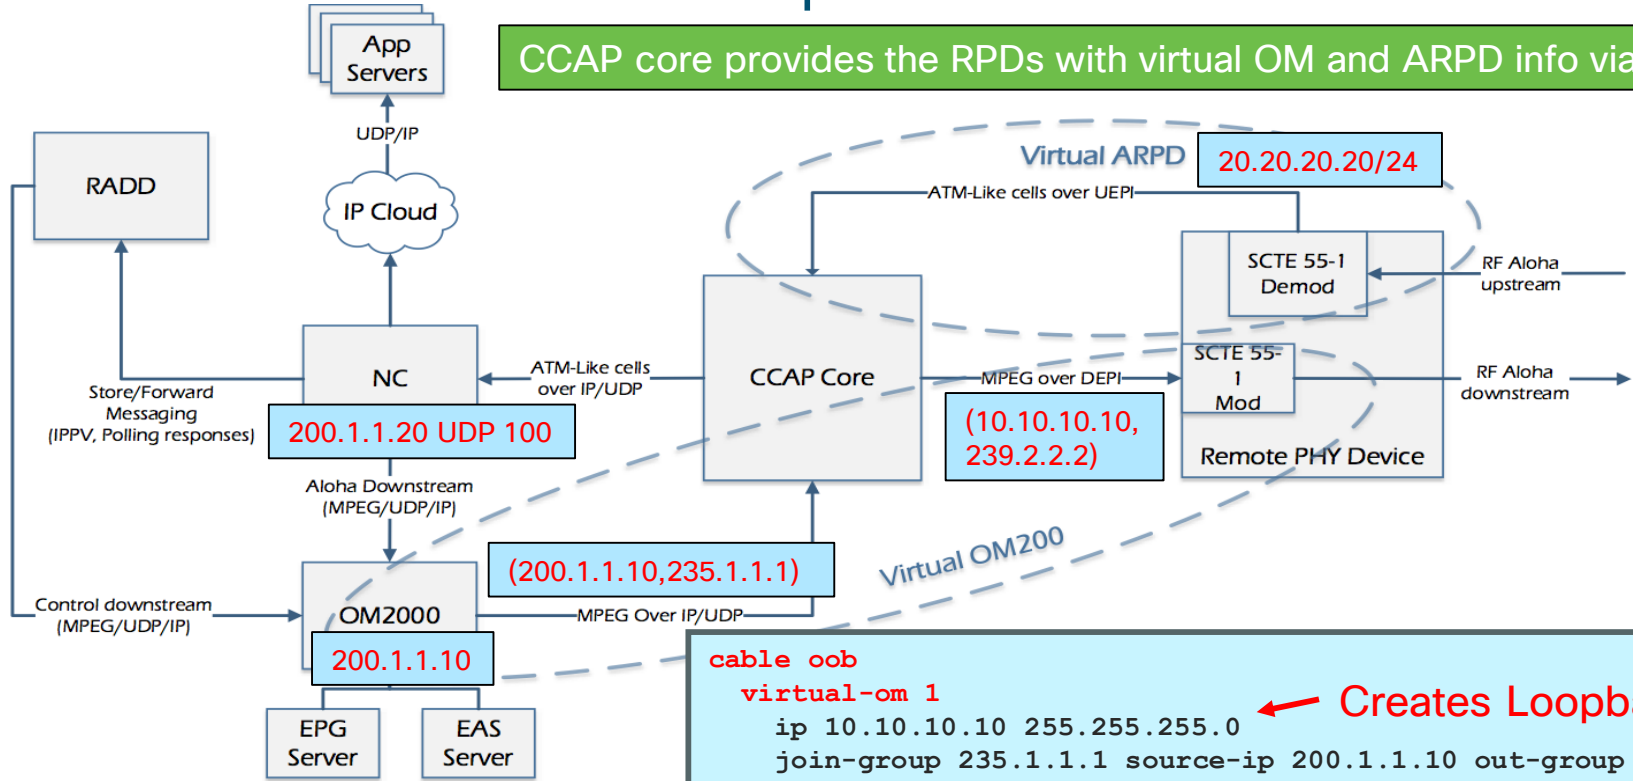 CCAP core provides the RPDs with virtual OM and ARPD info via
App
Servers
UDP/IP
RADD
IP Cloud
Virtual ARPD
20.20.20.20/24
ATM-Like cells over UEPI
SCTE 55-1
Demod
RF Aloha
upstream
NC
ATM-Like cells
over IP/UDP
CCAP Core
MPEG over DEPI
SCTE 55-
1
Mod
RF Aloha
downstream
Store/Forward
Messaging
(IPPV, Polling responses)
200.1.1.20 UDP 100
(10.10.10.10,
239.2.2.2)
Remote PHY Device
Aloha Downstream
(MPEG/UDP/IP)
(200.1.1.10,235.1.1.1)
Virtual OM200
Control downstream
(MPEG/UDP/IP)
OM2000
MPEG Over IP/UDP
200.1.1.10
EPG
Server
EAS
Server
cable oob
virtual-om 1
ip 10.10.10.10 255.255.255.0
Creates Loopba
join-group 235.1.1.1 source-ip 200.1.1.10 out-group